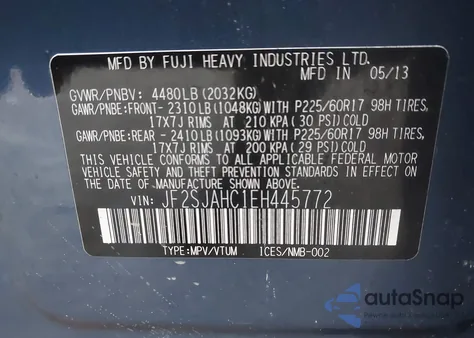 MFD. BY FUJI HEAVY INDUSTRIES LTD.
MFD IN 05/13
GVWR/PNBV: 4480LB (2032KG)
GAWR/PNBE:FRONT- 2310LB (1048KG)WITH P225/60R17 98H TIRES,
17X7J RIMS AT 210 KPA ( 30 PSI) COLD
GAWR/PNBE:REAR - 2410LB (1093KG)WITH P225/60R17 98H TIRES,
17X7J RIMS AT 200 KPA ( 29 PSI) COLD
THIS VEHICLE CONFORMS TO ALL APPLICABLE FEDERAL MOTOR
VEHICLE SAFETY AND THEFT PREVENTION STANDARDS IN EFFECT ON
THE DATE OF MANUFACTURE SHOWN ABOVE.
VIN: JF2SJAHC1EH445772
TYPE:MPV/VTUM ICES/NMB-002
autoSnap